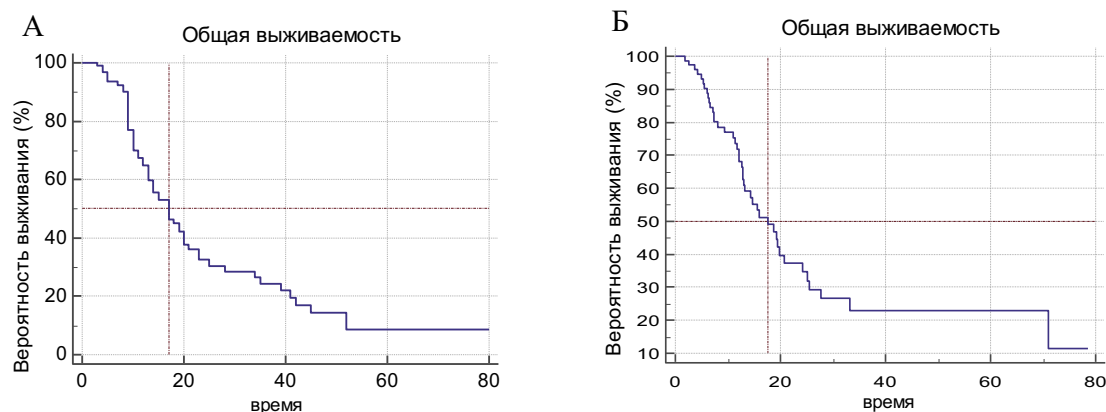 А
Общая выживаемость
Вероятность выживания (%)
100
80
60
40
20
0
0 20 40 60 80
время
Б
Общая выживаемость
Вероятность выживания (%)
100
90
80
70
60
50
40
30
20
10
0 20 40 60 80
время